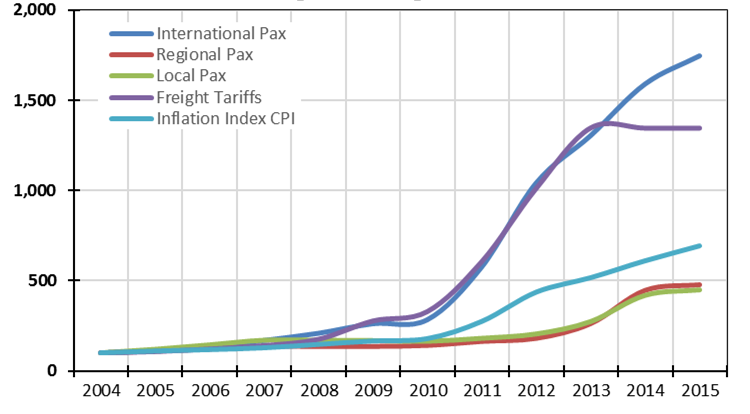 2,000
International Pax
Regional Pax
Local Pax
Freight Tariffs
Inflation Index CPI
1,500
1,000
500
0
2004 2005 2006 2007 2008 2009 2010 2011 2012 2013 2014 2015